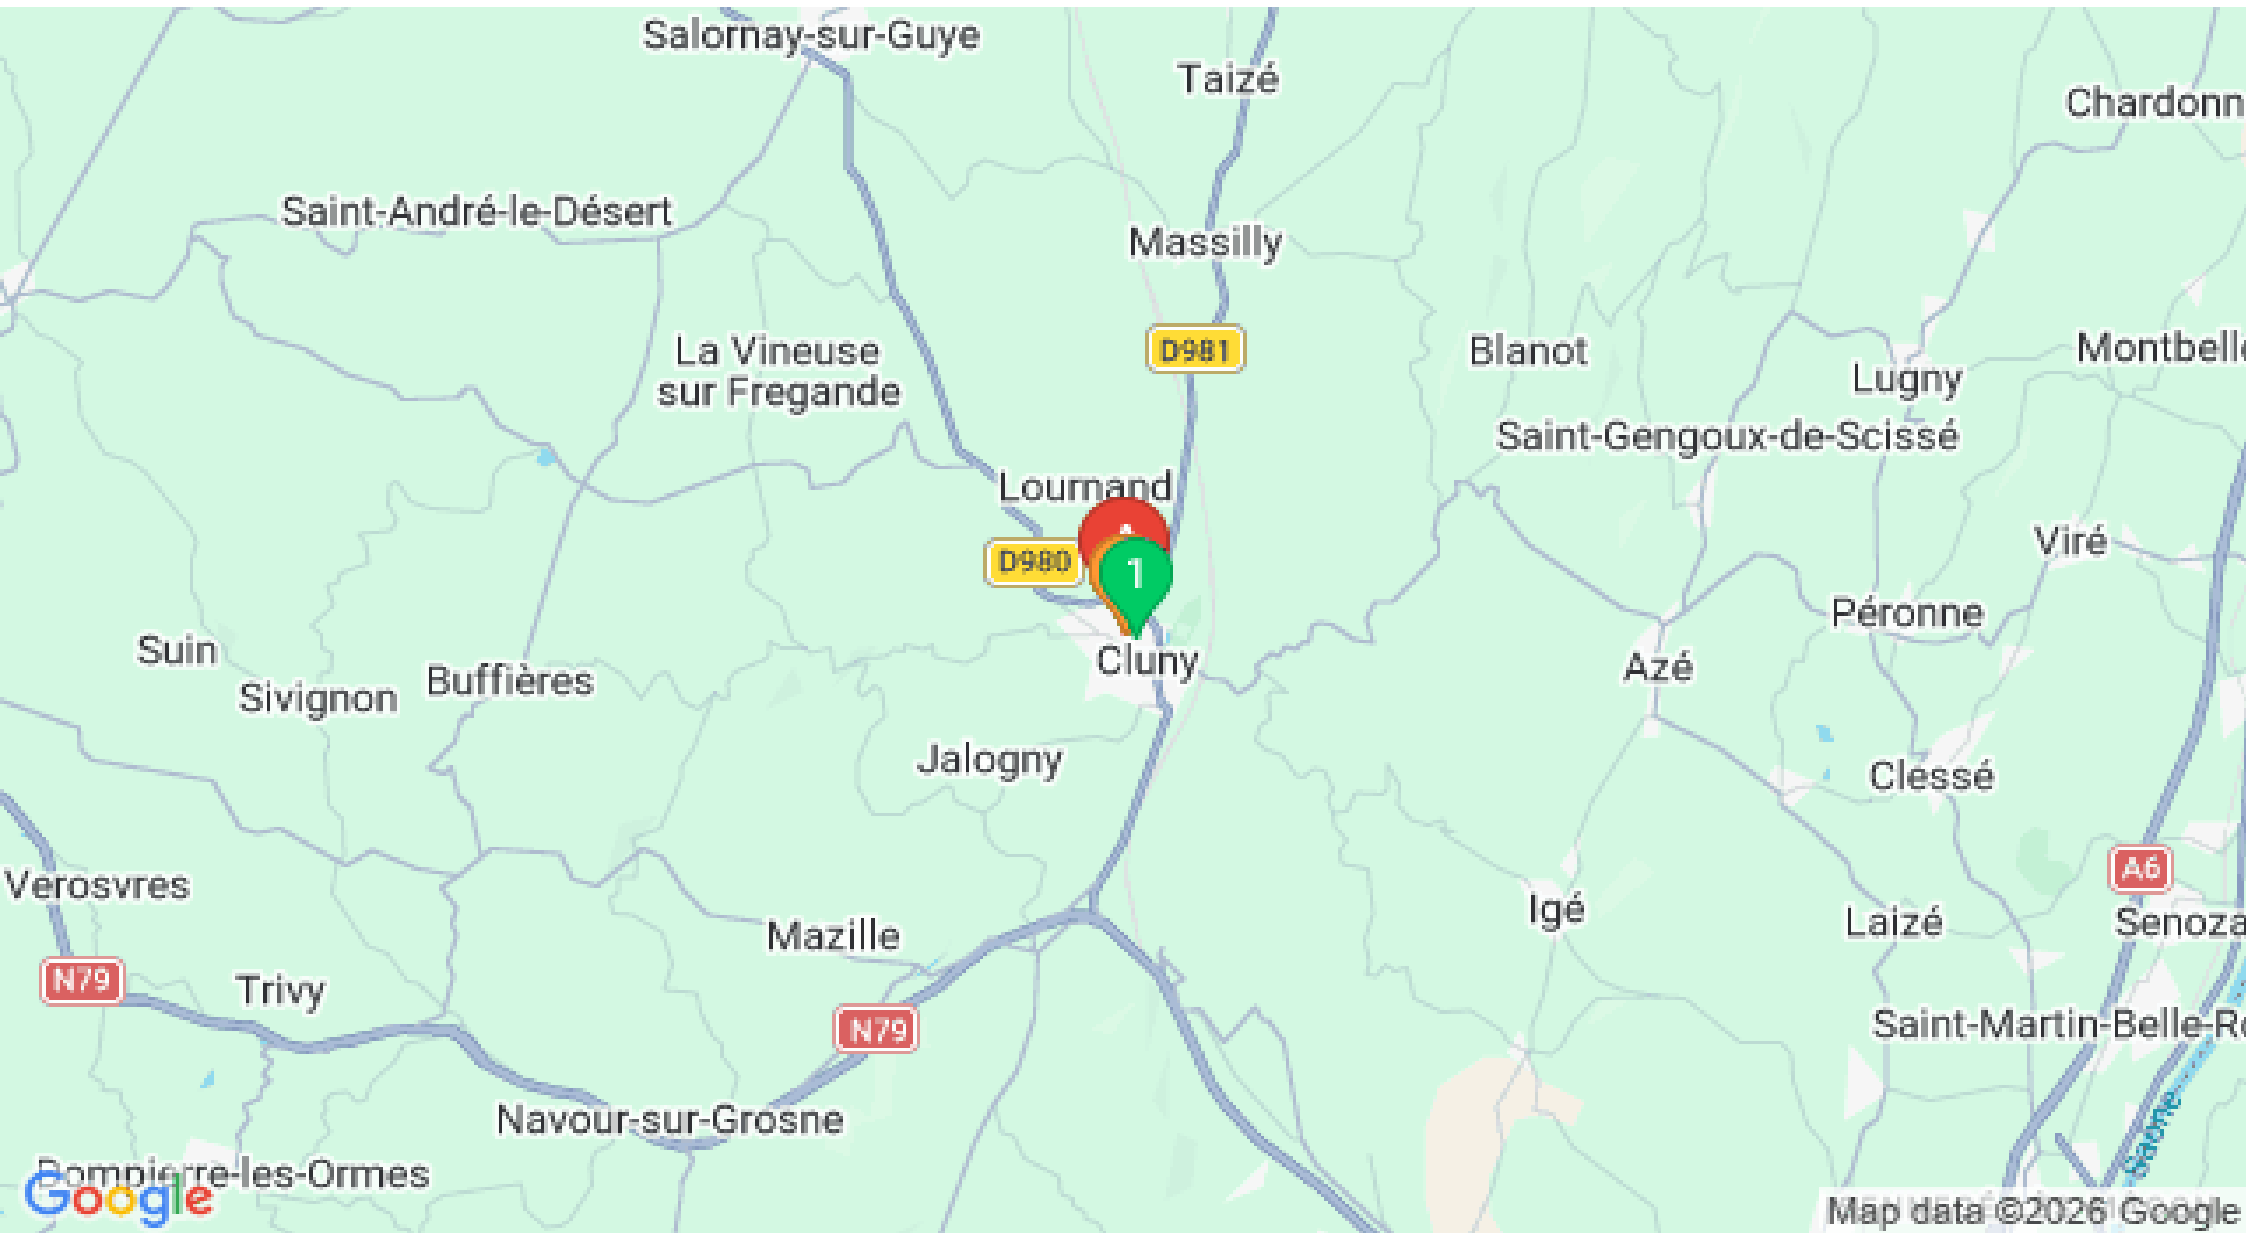 Salornay-sur-Guye
Taizé
Chardonn
Saint-André-le-Désert
Massilly
La Vineuse
sur Fregande
D981
Blanot
Montbelle
Lugny
Saint-Gengoux-de-Scissé
Lournand
D980
1
Viré
Péronne
Suin
Cluny
Azé
Sivignon
Buffières
Jalogny
Clessé
Verosvres
A6
Mazille
Igé
Laizé
Senoza
N79
Trivy
N79
Saint-Martin-Belle-Ro
Navour-sur-Grosne
Saône
Dompierre-les-Ormes
Google
Map data ©2026 Google